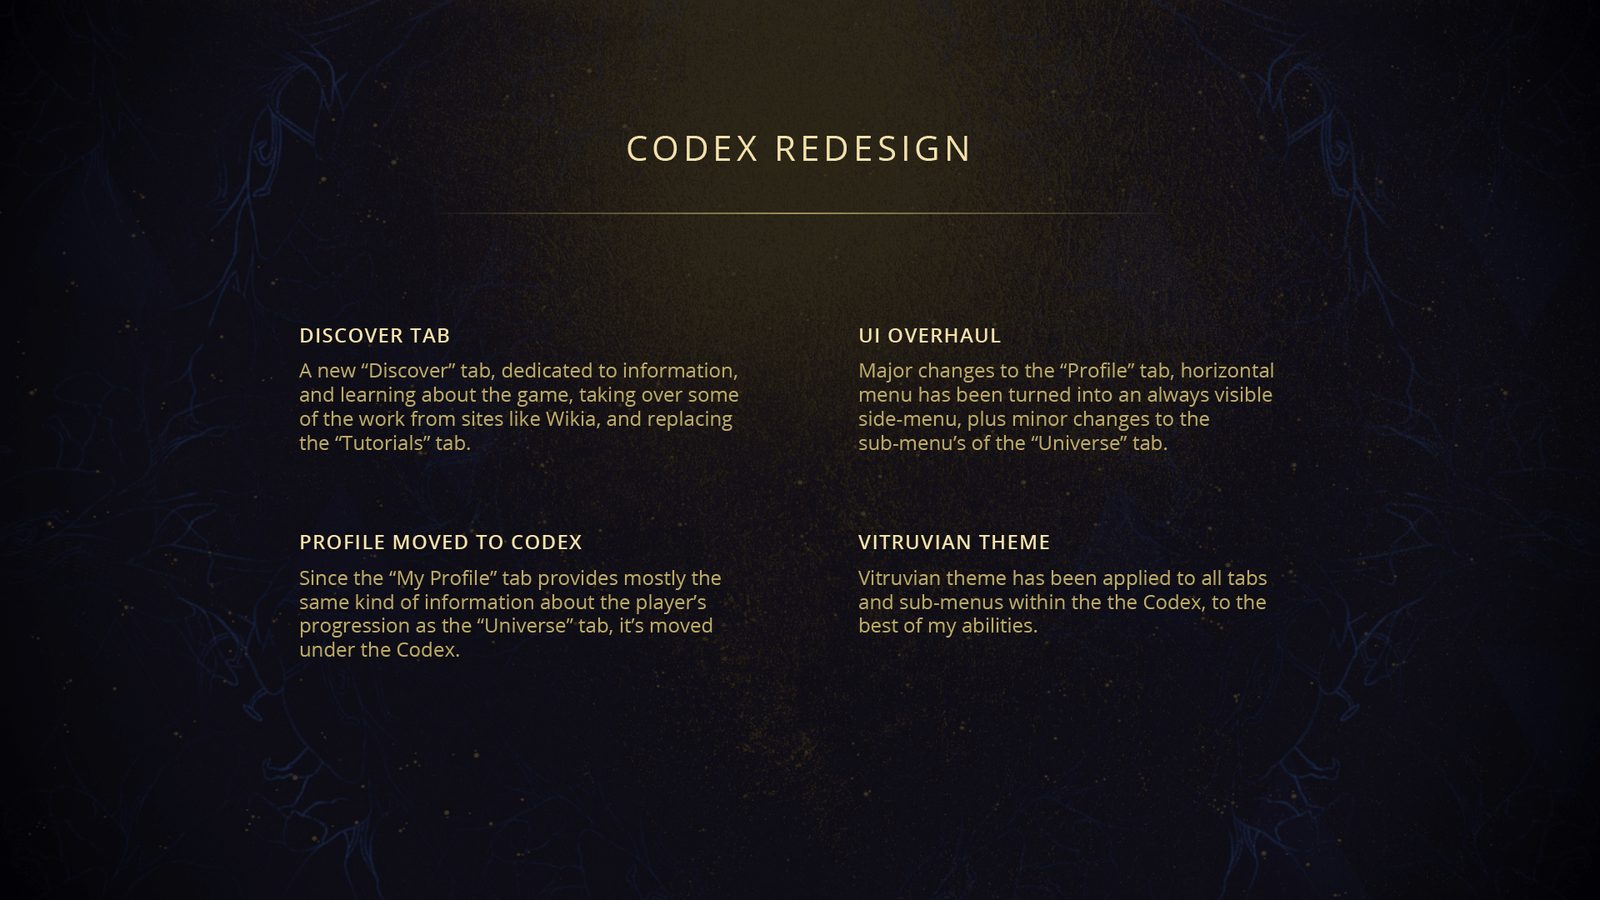 CODEX REDESIGN
DISCOVER TAB
A new “Discover” tab, dedicated to information,
and learning about the game, taking over some
of the work from sites like Wikia, and replacing
the “Tutorials” tab.
UI OVERHAUL
Major changes to the “Profile” tab, horizontal
menu has been turned into an always visible
side-menu, plus minor changes to the
sub-menu’s of the “Universe” tab.
PROFILE MOVED TO CODEX
Since the “My Profile” tab provides mostly the
same kind of information about the player’s
progression as the “Universe” tab, it’s moved
under the Codex.
VITRUVIAN THEME
Vitruvian theme has been applied to all tabs
and sub-menus within the the Codex, to the
best of my abilities.